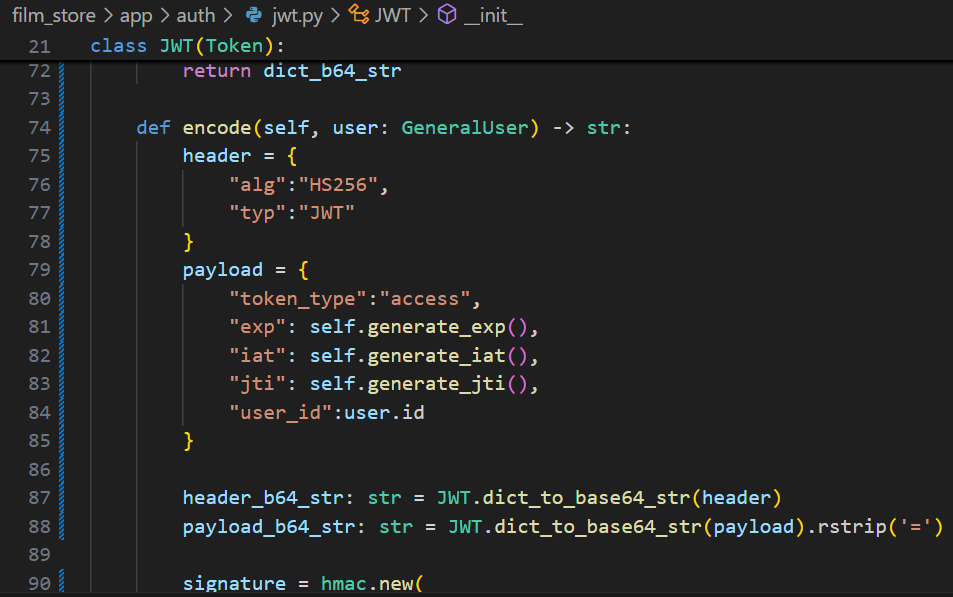 film_store > app > auth > jwt.py > JWT > __init__
21 class JWT(Token):
72 return dict_b64_str
73
74 def encode(self, user: GeneralUser) -> str:
75 header = {
76 "alg":"HS256",
77 "typ":"JWT"
78 }
79 payload = {
80 "token_type":"access",
81 "exp": self.generate_exp(),
82 "iat": self.generate_iat(),
83 "jti": self.generate_jti(),
84 "user_id":user.id
85 }
86
87 header_b64_str: str = JWT.dict_to_base64_str(header)
88 payload_b64_str: str = JWT.dict_to_base64_str(payload).rstrip('=')
89
90 signature = hmac.new(